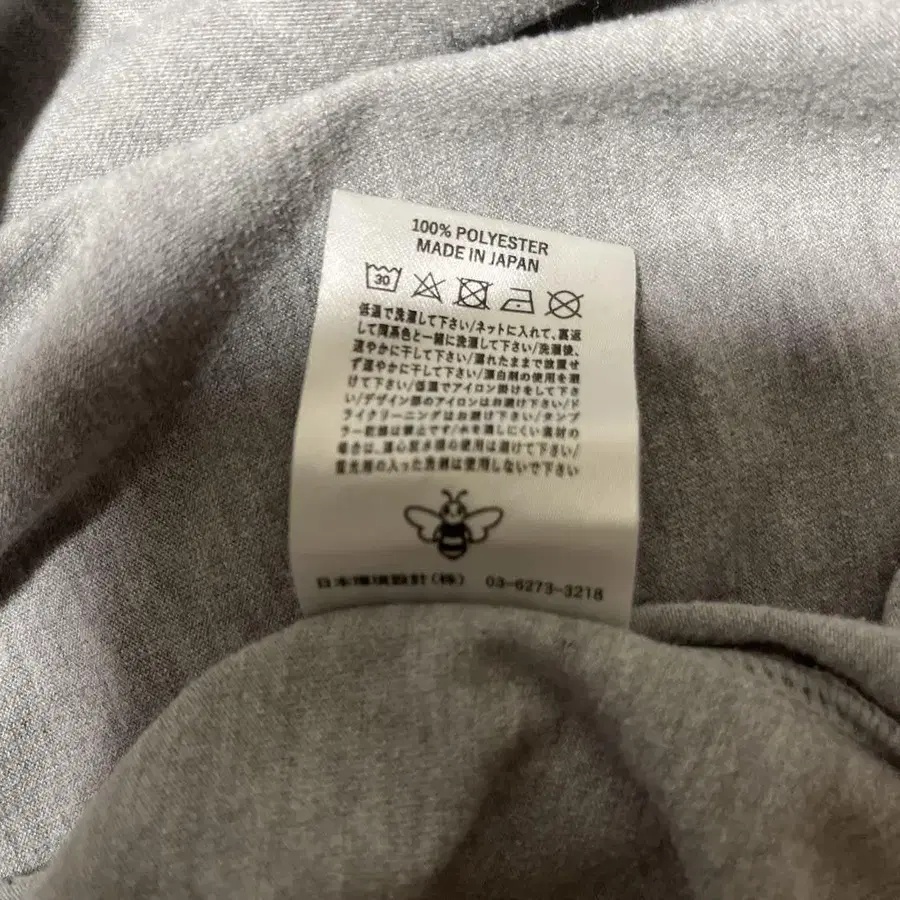 100% POLYESTER
MADE IN JAPAN
30
低温で洗濯して下さい/ネットに入れて、裏返
して同系色と一緒に洗濯して下さい/洗濯後、
速やかに干して下さい/濡れたままで放置せ
ず速やかに干して下さい/漂白剤の使用を避
けて下さい/低温でアイロン掛けをして下さ
い/デザイン部のアイロンはお避け下さい/ド
ライクリーニングはお避け下さい/タンブ
ラー乾燥は禁止です/水を通しにくい素材の
場合は、遠心脱水機の使用は避けて下さい/
蛍光剤の入った洗剤は使用しないで下さい
日本環境設計(株) 03-6273-3218